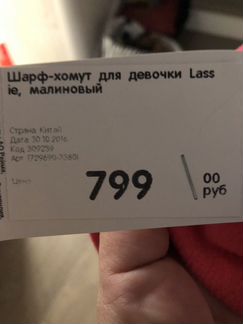 Шарф-хомут для девочки Lass
ie, малиновый
Страна Китай
Дата 30.10.2016
Код 309259
Цена
799
00
руб